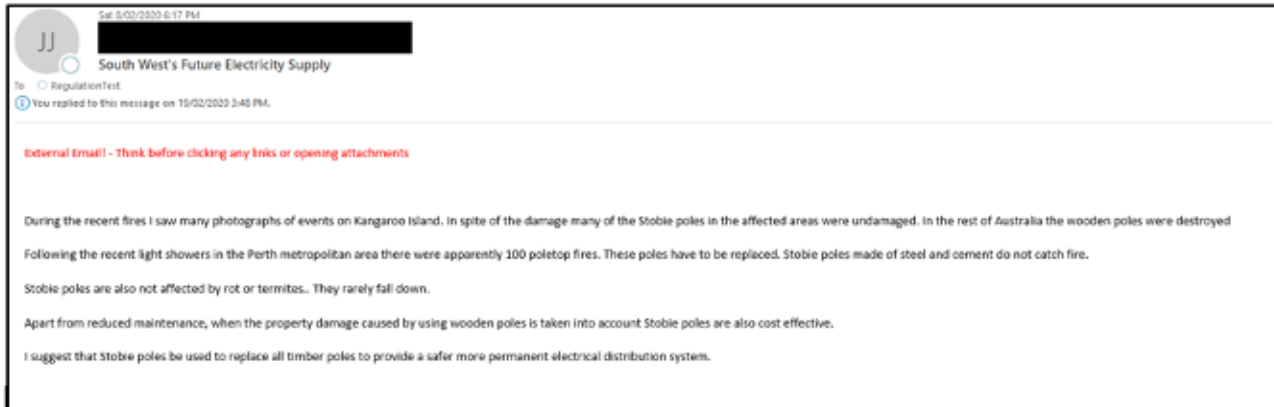 Sat 8/02/2020 6:17 PM
JJ
South West's Future Electricity Supply
To RegulationTest
You replied to this message on 19/02/2020 3:48 PM.
External Email! - Think before clicking any links or opening attachments
During the recent fires I saw many photographs of events on Kangaroo Island. In spite of the damage many of the Stobie poles in the affected areas were undamaged. In the rest of Australia the wooden poles were destroyed
Following the recent light showers in the Perth metropolitan area there were apparently 100 poletop fires. These poles have to be replaced. Stobie poles made of steel and cement do not catch fire.
Stobie poles are also not affected by rot or termites.. They rarely fall down.
Apart from reduced maintenance, when the property damage caused by using wooden poles is taken into account Stobie poles are also cost effective.
I suggest that Stobie poles be used to replace all timber poles to provide a safer more permanent electrical distribution system.